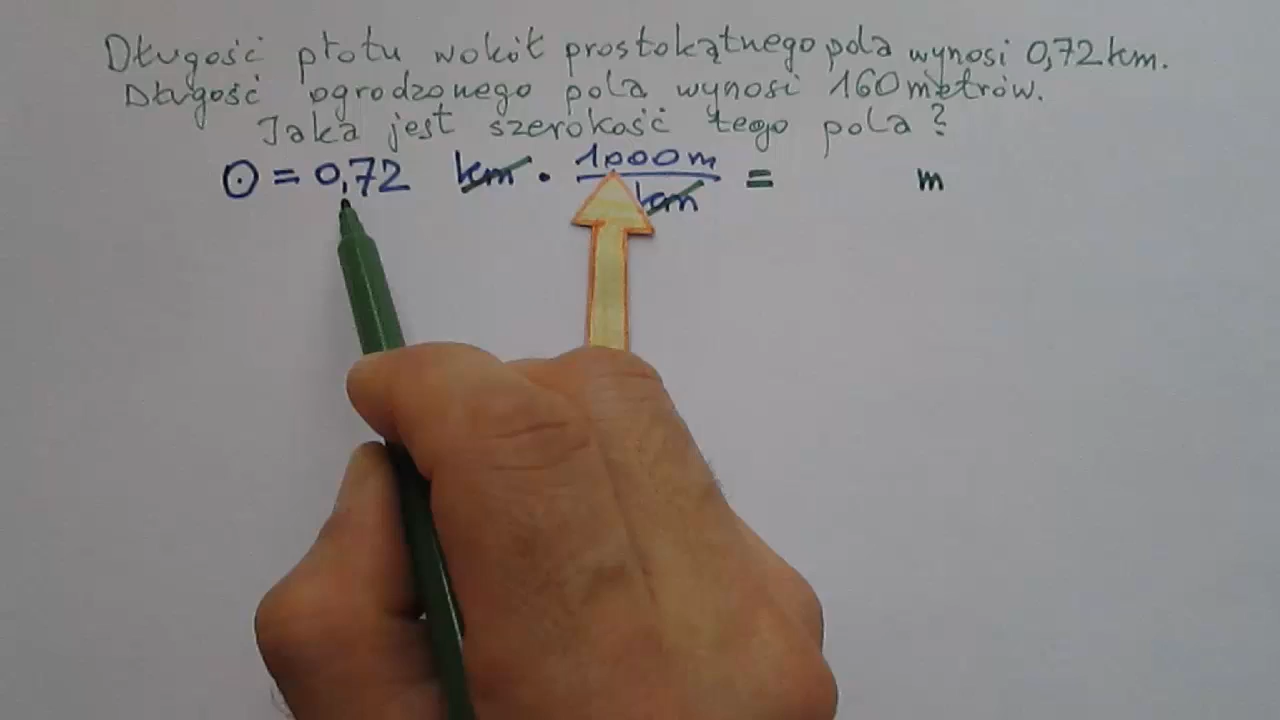 Długość płotu wokół prostokątnego pola wynosi 0,72 km.
Długość ogrodzonego pola wynosi 160 metrów.
Jaka jest szerokość tego pola?
O = 0,72 km · 1000 m / km = m